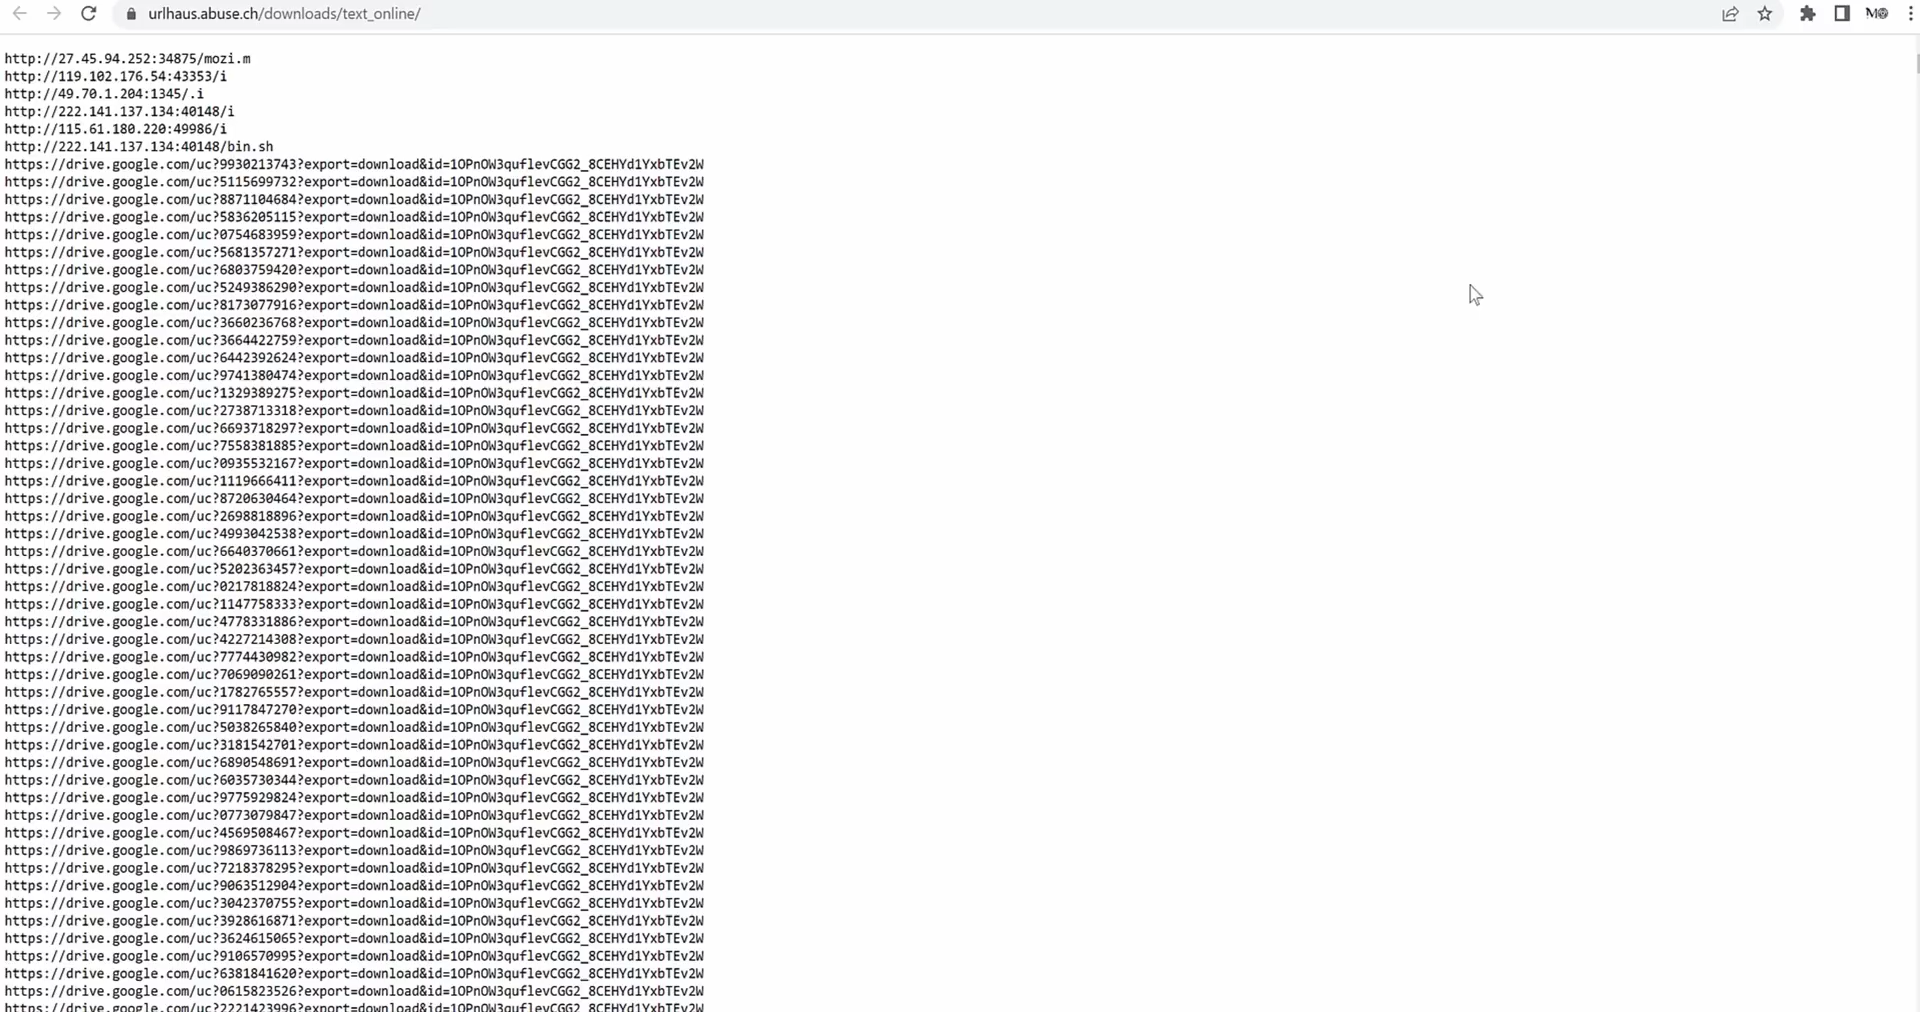 urlhaus.abuse.ch/downloads/text_online/
http://27.45.94.252:34875/mozi.m
http://119.102.176.54:43353/i
http://49.70.1.204:1345/.i
http://222.141.137.134:40148/i
http://115.61.180.220:49986/i
http://222.141.137.134:40148/bin.sh
https://drive.google.com/uc?9930213743?export=download&id=1OPnOW3quflevCGG2_8CEHYd1YxbTEv2W
https://drive.google.com/uc?5115699732?export=download&id=1OPnOW3quflevCGG2_8CEHYd1YxbTEv2W
https://drive.google.com/uc?8871104684?export=download&id=1OPnOW3quflevCGG2_8CEHYd1YxbTEv2W
https://drive.google.com/uc?5836205115?export=download&id=1OPnOW3quflevCGG2_8CEHYd1YxbTEv2W
https://drive.google.com/uc?0754683959?export=download&id=1OPnOW3quflevCGG2_8CEHYd1YxbTEv2W
https://drive.google.com/uc?5681357271?export=download&id=1OPnOW3quflevCGG2_8CEHYd1YxbTEv2W
https://drive.google.com/uc?6803759420?export=download&id=1OPnOW3quflevCGG2_8CEHYd1YxbTEv2W
https://drive.google.com/uc?5249386290?export=download&id=1OPnOW3quflevCGG2_8CEHYd1YxbTEv2W
https://drive.google.com/uc?8173077916?export=download&id=1OPnOW3quflevCGG2_8CEHYd1YxbTEv2W
https://drive.google.com/uc?3660236768?export=download&id=1OPnOW3quflevCGG2_8CEHYd1YxbTEv2W
https://drive.google.com/uc?3664422759?export=download&id=1OPnOW3quflevCGG2_8CEHYd1YxbTEv2W
https://drive.google.com/uc?6442392624?export=download&id=1OPnOW3quflevCGG2_8CEHYd1YxbTEv2W
https://drive.google.com/uc?9741380474?export=download&id=1OPnOW3quflevCGG2_8CEHYd1YxbTEv2W
https://drive.google.com/uc?1329389275?export=download&id=1OPnOW3quflevCGG2_8CEHYd1YxbTEv2W
https://drive.google.com/uc?2738713318?export=download&id=1OPnOW3quflevCGG2_8CEHYd1YxbTEv2W
https://drive.google.com/uc?6693718297?export=download&id=1OPnOW3quflevCGG2_8CEHYd1YxbTEv2W
https://drive.google.com/uc?7558381885?export=download&id=1OPnOW3quflevCGG2_8CEHYd1YxbTEv2W
https://drive.google.com/uc?0935532167?export=download&id=1OPnOW3quflevCGG2_8CEHYd1YxbTEv2W
https://drive.google.com/uc?1119666411?export=download&id=1OPnOW3quflevCGG2_8CEHYd1YxbTEv2W
https://drive.google.com/uc?8720630464?export=download&id=1OPnOW3quflevCGG2_8CEHYd1YxbTEv2W
https://drive.google.com/uc?2698818896?export=download&id=1OPnOW3quflevCGG2_8CEHYd1YxbTEv2W
https://drive.google.com/uc?4993042538?export=download&id=1OPnOW3quflevCGG2_8CEHYd1YxbTEv2W
https://drive.google.com/uc?6640370661?export=download&id=1OPnOW3quflevCGG2_8CEHYd1YxbTEv2W
https://drive.google.com/uc?5202363457?export=download&id=1OPnOW3quflevCGG2_8CEHYd1YxbTEv2W
https://drive.google.com/uc?0217818824?export=download&id=1OPnOW3quflevCGG2_8CEHYd1YxbTEv2W
https://drive.google.com/uc?1147758333?export=download&id=1OPnOW3quflevCGG2_8CEHYd1YxbTEv2W
https://drive.google.com/uc?4778331886?export=download&id=1OPnOW3quflevCGG2_8CEHYd1YxbTEv2W
https://drive.google.com/uc?4227214308?export=download&id=1OPnOW3quflevCGG2_8CEHYd1YxbTEv2W
https://drive.google.com/uc?7774430982?export=download&id=1OPnOW3quflevCGG2_8CEHYd1YxbTEv2W
https://drive.google.com/uc?7069090261?export=download&id=1OPnOW3quflevCGG2_8CEHYd1YxbTEv2W
https://drive.google.com/uc?1782765557?export=download&id=1OPnOW3quflevCGG2_8CEHYd1YxbTEv2W
https://drive.google.com/uc?9117847270?export=download&id=1OPnOW3quflevCGG2_8CEHYd1YxbTEv2W
https://drive.google.com/uc?5038265840?export=download&id=1OPnOW3quflevCGG2_8CEHYd1YxbTEv2W
https://drive.google.com/uc?3181542701?export=download&id=1OPnOW3quflevCGG2_8CEHYd1YxbTEv2W
https://drive.google.com/uc?6890548691?export=download&id=1OPnOW3quflevCGG2_8CEHYd1YxbTEv2W
https://drive.google.com/uc?6035730344?export=download&id=1OPnOW3quflevCGG2_8CEHYd1YxbTEv2W
https://drive.google.com/uc?9775929824?export=download&id=1OPnOW3quflevCGG2_8CEHYd1YxbTEv2W
https://drive.google.com/uc?0773079847?export=download&id=1OPnOW3quflevCGG2_8CEHYd1YxbTEv2W
https://drive.google.com/uc?4569508467?export=download&id=1OPnOW3quflevCGG2_8CEHYd1YxbTEv2W
https://drive.google.com/uc?9869736113?export=download&id=1OPnOW3quflevCGG2_8CEHYd1YxbTEv2W
https://drive.google.com/uc?7218378295?export=download&id=1OPnOW3quflevCGG2_8CEHYd1YxbTEv2W
https://drive.google.com/uc?9063512904?export=download&id=1OPnOW3quflevCGG2_8CEHYd1YxbTEv2W
https://drive.google.com/uc?3042370755?export=download&id=1OPnOW3quflevCGG2_8CEHYd1YxbTEv2W
https://drive.google.com/uc?3928616871?export=download&id=1OPnOW3quflevCGG2_8CEHYd1YxbTEv2W
https://drive.google.com/uc?3624615065?export=download&id=1OPnOW3quflevCGG2_8CEHYd1YxbTEv2W
https://drive.google.com/uc?9106570995?export=download&id=1OPnOW3quflevCGG2_8CEHYd1YxbTEv2W
https://drive.google.com/uc?6381841620?export=download&id=1OPnOW3quflevCGG2_8CEHYd1YxbTEv2W
https://drive.google.com/uc?0615823526?export=download&id=1OPnOW3quflevCGG2_8CEHYd1YxbTEv2W
https://drive.google.com/uc?2221423996?export=download&id=1OPnOW3quflevCGG2_8CEHYd1YxbTEv2W